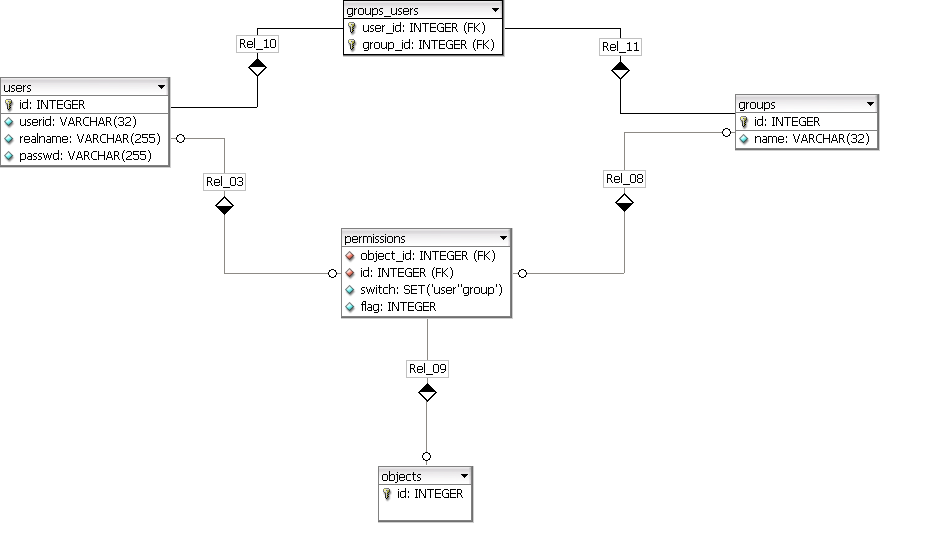 groups_users
user_id: INTEGER (FK)
group_id: INTEGER (FK)
Rel_10
Rel_11
users
id: INTEGER
userid: VARCHAR(32)
realname: VARCHAR(255)
passwd: VARCHAR(255)
groups
id: INTEGER
name: VARCHAR(32)
Rel_03
Rel_08
permissions
object_id: INTEGER (FK)
id: INTEGER (FK)
switch: SET('user''group')
flag: INTEGER
Rel_09
objects
id: INTEGER